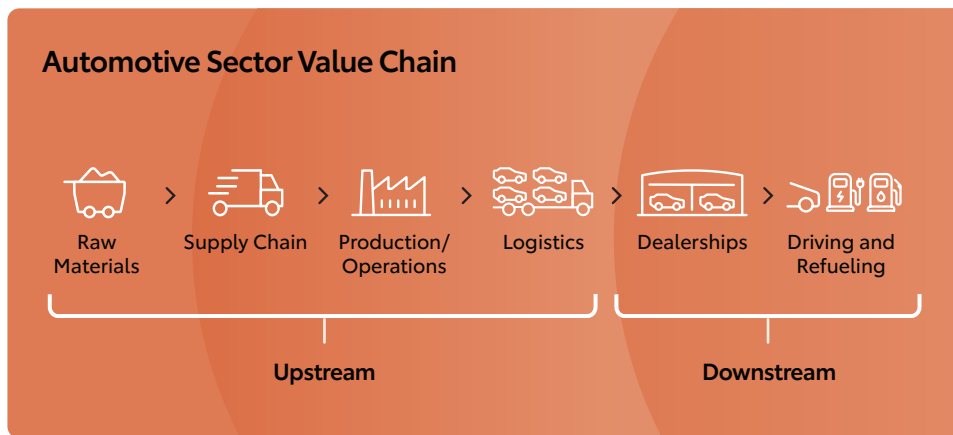 Automotive Sector Value Chain
Raw
Materials
Supply Chain
Production/
Operations
Logistics
Dealerships
Driving and
Refueling
Upstream
Downstream